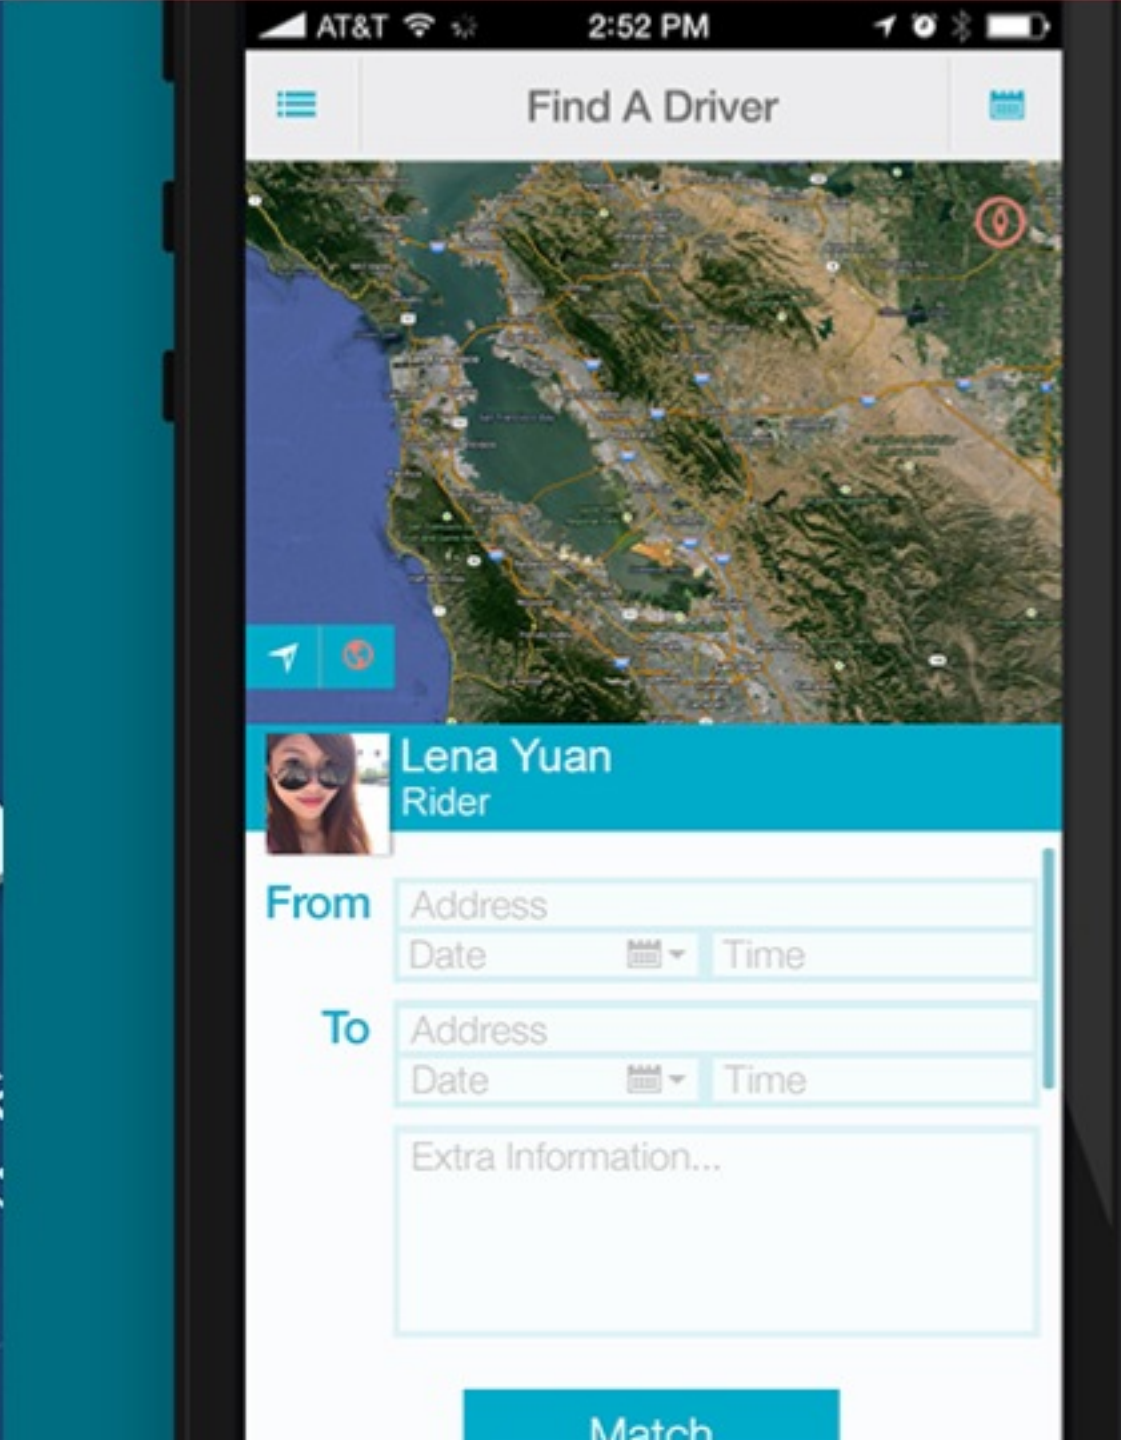 AT&T 2:52 PM
Find A Driver
Lena Yuan
Rider
From Address
Date Time
To Address
Date Time
Extra Information...
Match